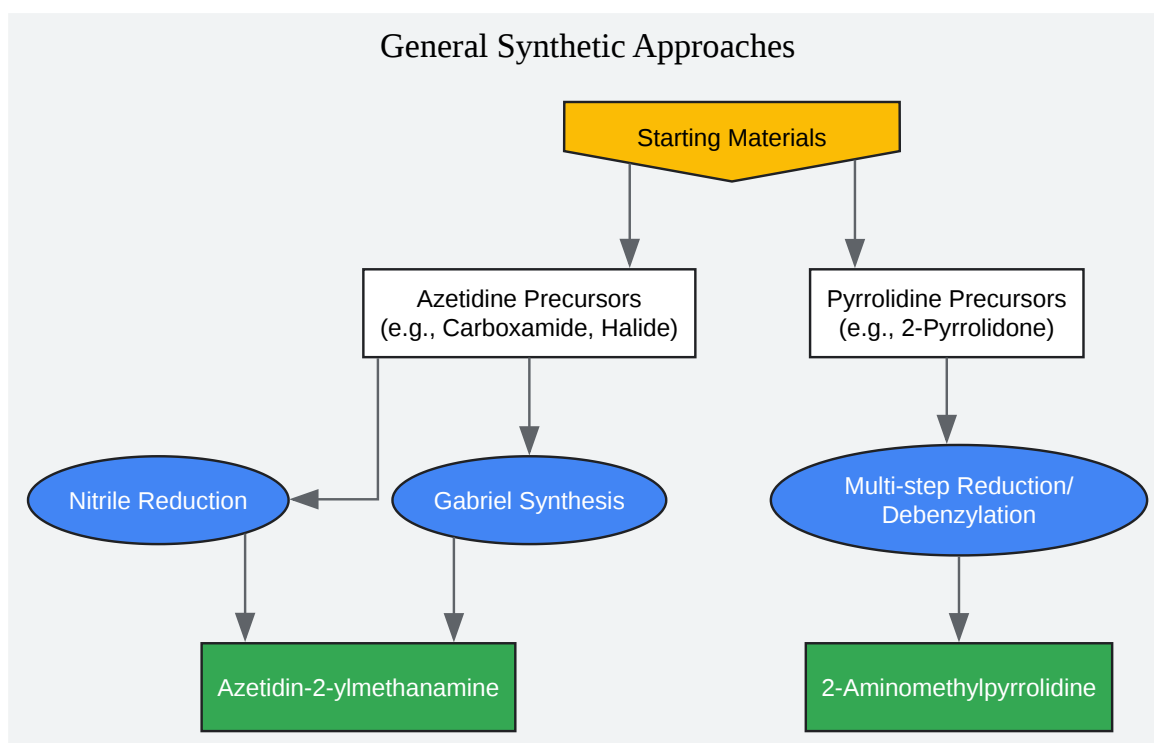 General Synthetic Approaches
Starting Materials
Azetidine Precursors
(e.g., Carboxamide, Halide)
Pyrrolidine Precursors
(e.g., 2-Pyrrolidone)
Nitrile Reduction
Gabriel Synthesis
Multi-step Reduction/
Debenzylation
Azetidin-2-ylmethanamine
2-Aminomethylpyrrolidine